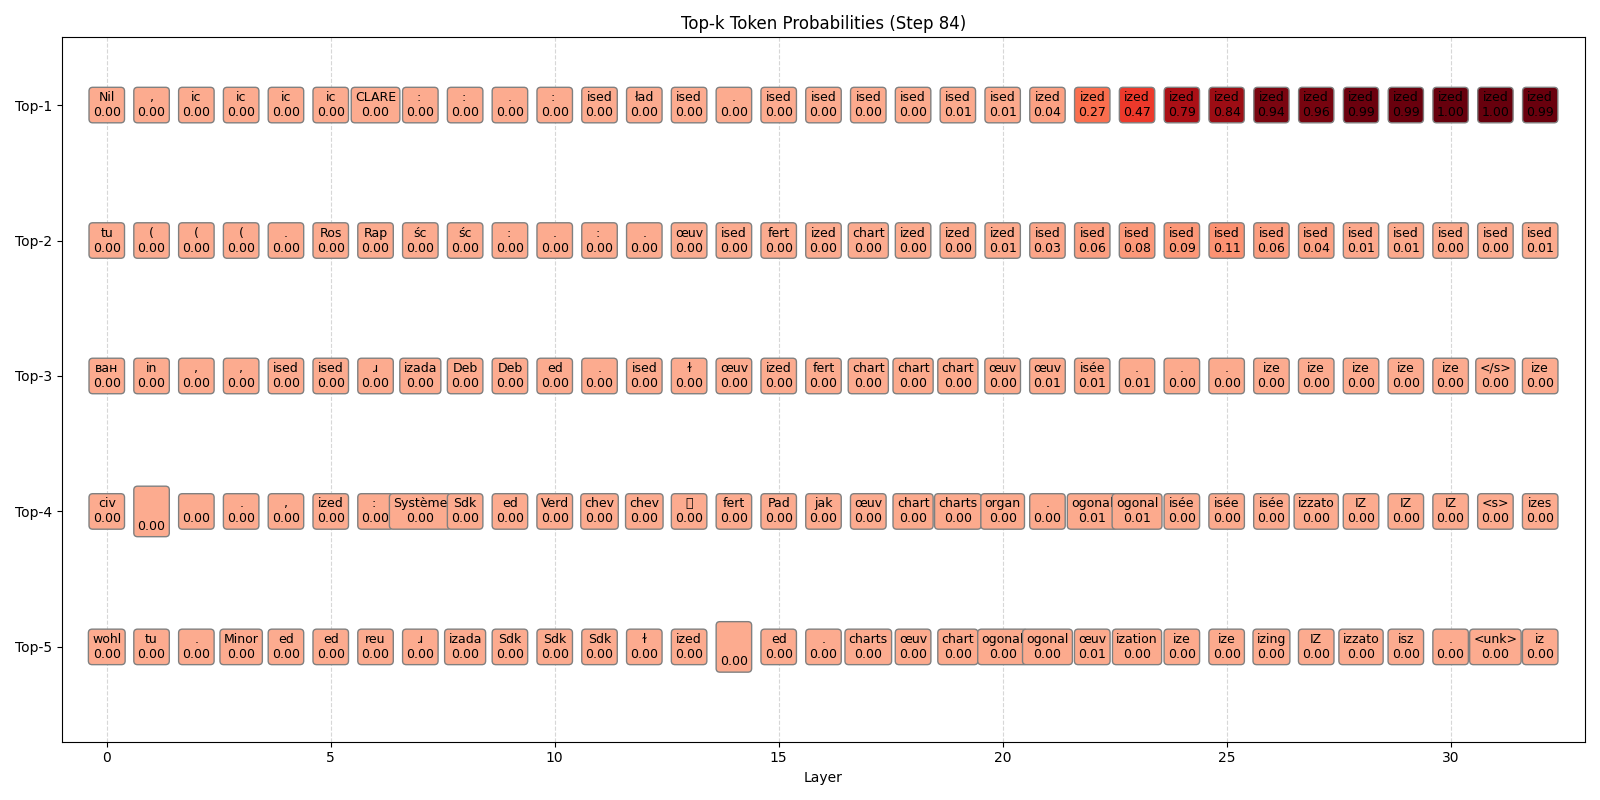 Top-k Token Probabilities (Step 84)
Top-1 Nil , ic ic ic ic CLARE : : . : ised ład ised . ised ised ised ised ised ised ized ized ized ized ized ized ized ized ized ized ized ized
0.00 0.00 0.00 0.00 0.00 0.00 0.00 0.00 0.00 0.00 0.00 0.00 0.00 0.00 0.00 0.00 0.00 0.00 0.00 0.01 0.01 0.04 0.27 0.47 0.79 0.84 0.94 0.96 0.99 0.99 1.00 1.00 0.99
Top-2 tu ( ( ( . Ros Rap śc śc : . : . œuv ised fert ized chart ized ized ized ised ised ised ised ised ised ised ised ised ised ised ised
0.00 0.00 0.00 0.00 0.00 0.00 0.00 0.00 0.00 0.00 0.00 0.00 0.00 0.00 0.00 0.00 0.00 0.00 0.00 0.00 0.01 0.03 0.06 0.08 0.09 0.11 0.06 0.04 0.01 0.01 0.00 0.00 0.01
Top-3 ван in , , ised ised ɹ izada Deb Deb ed . ised ł œuv ized fert chart chart chart œuv œuv isée . . . ize ize ize ize ize </s> ize
0.00 0.00 0.00 0.00 0.00 0.00 0.00 0.00 0.00 0.00 0.00 0.00 0.00 0.00 0.00 0.00 0.00 0.00 0.00 0.00 0.00 0.01 0.01 0.01 0.00 0.00 0.00 0.00 0.00 0.00 0.00 0.00 0.00
Top-4 civ . , ized : Système Sdk ed Verd chev chev fert Pad jak œuv chart charts organ . ogonal ogonal isée isée isée izzato IZ IZ IZ <s> izes
0.00 0.00 0.00 0.00 0.00 0.00 0.00 0.00 0.00 0.00 0.00 0.00 0.00 0.00 0.00 0.00 0.00 0.00 0.00 0.00 0.00 0.00 0.01 0.01 0.00 0.00 0.00 0.00 0.00 0.00 0.00 0.00 0.00
Top-5 wohl tu . Minor ed ed reu ɹ izada Sdk Sdk Sdk ł ized ed . charts œuv chart ogonal ogonal œuv ization ize ize izing IZ izzato isz . <unk> iz
0.00 0.00 0.00 0.00 0.00 0.00 0.00 0.00 0.00 0.00 0.00 0.00 0.00 0.00 0.00 0.00 0.00 0.00 0.00 0.00 0.00 0.00 0.01 0.00 0.00 0.00 0.00 0.00 0.00 0.00 0.00 0.00 0.00
0 5 10 15 20 25 30
Layer